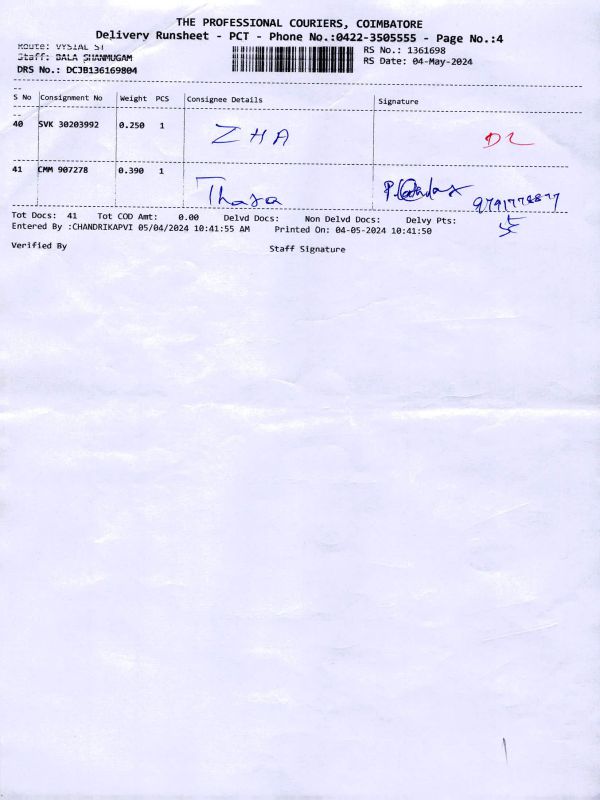 THE PROFESSIONAL COURIERS, COIMBATORE
Delivery Runsheet - PCT - Phone No.:0422-3505555 - Page No.:4
Route: VYSIAL ST
RS No.: 1361698
Staff: BALA SHANMUGAM
RS Date: 04-May-2024
DRS No.: DCJB136169804
S No Consignment No Weight PCS Consignee Details Signature
40 SVK 30203992 0.250 1 ZHA
41 CMM 907278 0.390 1 Thara
Tot Docs: 41 Tot COD Amt: 0.00 Delvd Docs: Non Delvd Docs: Delvy Pts:
Entered By :CHANDRIKAPVI 05/04/2024 10:41:55 AM Printed On: 04-05-2024 10:41:50
Verified By Staff Signature